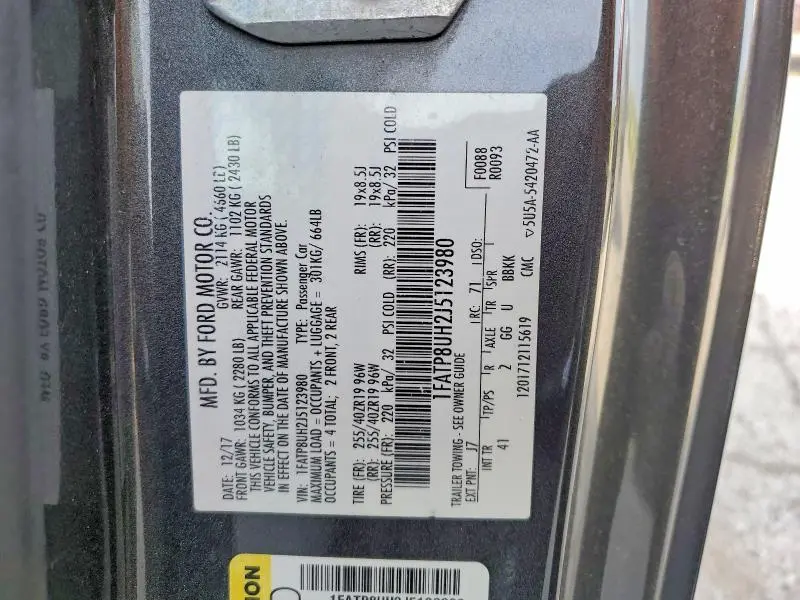 MFD. BY FORD MOTOR CO.
DATE: 12/17 GVWR: 2114 KG ( 4660 LB)
FRONT GAWR: 1034 KG ( 2280 LB) REAR GAWR: 1102 KG ( 2430 LB)
THIS VEHICLE CONFORMS TO ALL APPLICABLE FEDERAL MOTOR
VEHICLE SAFETY, BUMPER, AND THEFT PREVENTION STANDARDS
IN EFFECT ON THE DATE OF MANUFACTURE SHOWN ABOVE.
VIN: 1FATP8UH2J5123980 TYPE: Passenger Car
MAXIMUM LOAD = OCCUPANTS + LUGGAGE = 301KG/ 664LB
OCCUPANTS = 4 TOTAL; 2 FRONT, 2 REAR
TIRE (FR): 255/40ZR19 96W RIMS (FR): 19x8.5J
(RR): 255/40ZR19 96W (RR): 19x8.5J
PRESSURE (FR): 220 kPa/ 32 PSI COLD (RR): 220 kPa/ 32 PSI COLD
1FATP8UH2J5123980
TRAILER TOWING - SEE OWNER GUIDE F0088
EXT PNT: J7 RC: 71 DSO: R0093
INT TR TP/PS R AXLE TR SPR
41 2 GG U BBKK
1201712115619 CMC ▽5U5A-5420472-AA